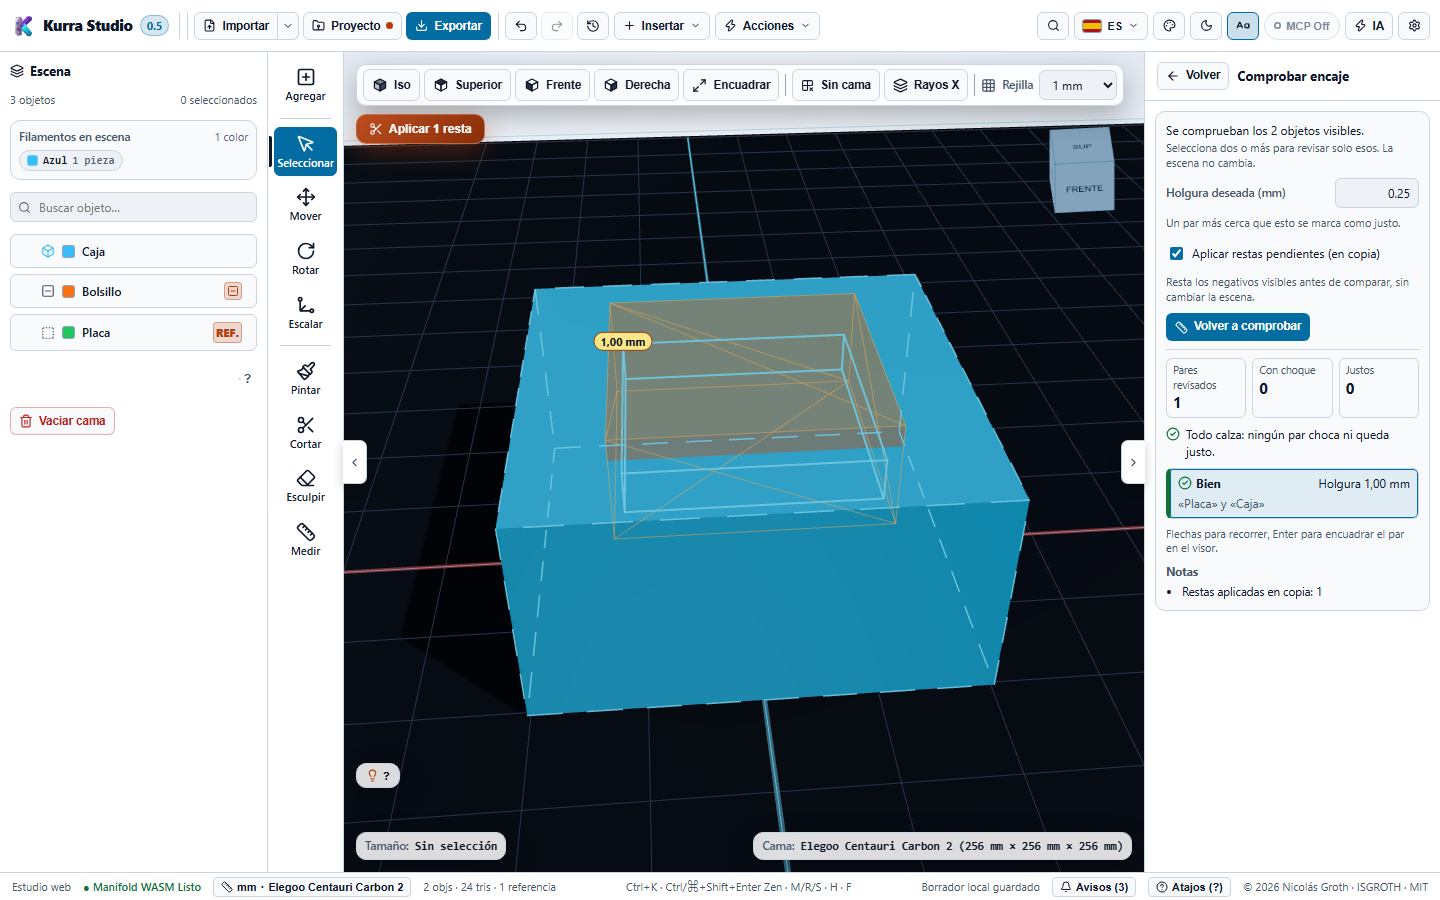 Kurra Studio 0.5 Importar Proyecto Exportar Insertar Acciones ES Aa MCP Off IA
Escena
3 objetos 0 seleccionados
Filamentos en escena 1 color
Azul 1 pieza
Buscar objeto...
Caja
Bolsillo
Placa REF.
· ?
Vaciar cama
Agregar
Seleccionar
Mover
Rotar
Escalar
Pintar
Cortar
Esculpir
Medir
Iso Superior Frente Derecha Encuadrar Sin cama Rayos X Rejilla 1 mm
Aplicar 1 resta
SUP
FRENTE
1,00 mm
?
Tamaño: Sin selección
Cama: Elegoo Centauri Carbon 2 (256 mm × 256 mm × 256 mm)
Volver Comprobar encaje
Se comprueban los 2 objetos visibles.
Selecciona dos o más para revisar solo esos. La
escena no cambia.
Holgura deseada (mm) 0.25
Un par más cerca que esto se marca como justo.
Aplicar restas pendientes (en copia)
Resta los negativos visibles antes de comparar, sin
cambiar la escena.
Volver a comprobar
Pares revisados 1
Con choque 0
Justos 0
Todo calza: ningún par choca ni queda
justo.
Bien Holgura 1,00 mm
«Placa» y «Caja»
Flechas para recorrer, Enter para encuadrar el par
en el visor.
Notas
• Restas aplicadas en copia: 1
Estudio web ● Manifold WASM Listo mm · Elegoo Centauri Carbon 2 2 objs · 24 tris · 1 referencia Ctrl+K · Ctrl/⌘+Shift+Enter Zen · M/R/S · H · F Borrador local guardado Avisos (3) Atajos (?) © 2026 Nicolás Groth · ISGROTH · MIT